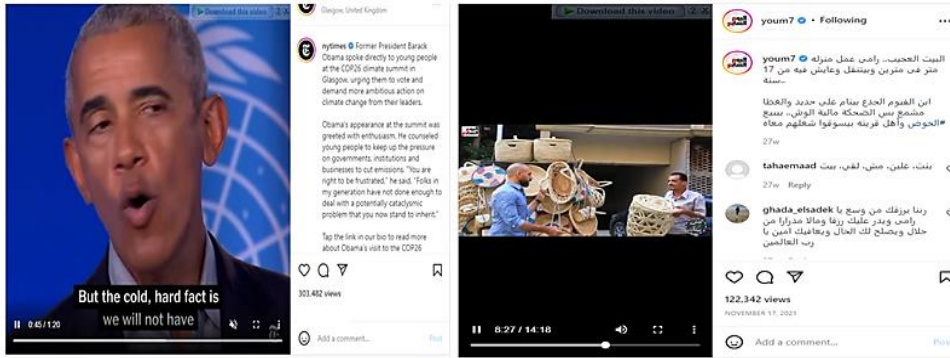 Download this video
But the cold, hard fact is
we will not have
0:45/1:20
Glasgow, United Kingdom
nytimes Former President Barack
Obama spoke directly to young people
at the COP26 climate summit in
Glasgow, urging them to vote and
demand more ambitious action on
climate change from their leaders.
Obama's appearance at the summit was
greeted with enthusiasm. He counseled
young people to keep up the pressure
on governments, institutions and
businesses to cut emissions. "You are
right to be frustrated," he said. "Folks in
my generation have not done enough to
deal with a potentially cataclysmic
problem that you now stand to inherit."
Tap the link in our bio to read more
about Obama's visit to the COP26
303,482 views
Add a comment...
Post
Download this video
8:27 / 14:18
youm7 • Following
youm7 البيت العجيب.. رامى عمل منزله
متر فى مترين وبيتنقل وعايش فيه من 17
سنة..
ابن الفيوم الجدع بينام على حديد والغطا
مشمع بس الضحكة مالية الوش.. بيبيع
#الخوص وأهل قريته بيسوقوا شغلهم معاه
27w
tahaemaad بنت، علبن، مش، لقى، بيت
27w Reply
ghada_elsadek ربنا يرزقك من وسع يا
رامى ويدر عليك رزقا ومالا مدرارا من
حلال ويصلح لك الحال ويعافيك امين يا
رب العالمين
122,342 views
NOVEMBER 17, 2021
Add a comment...
Post